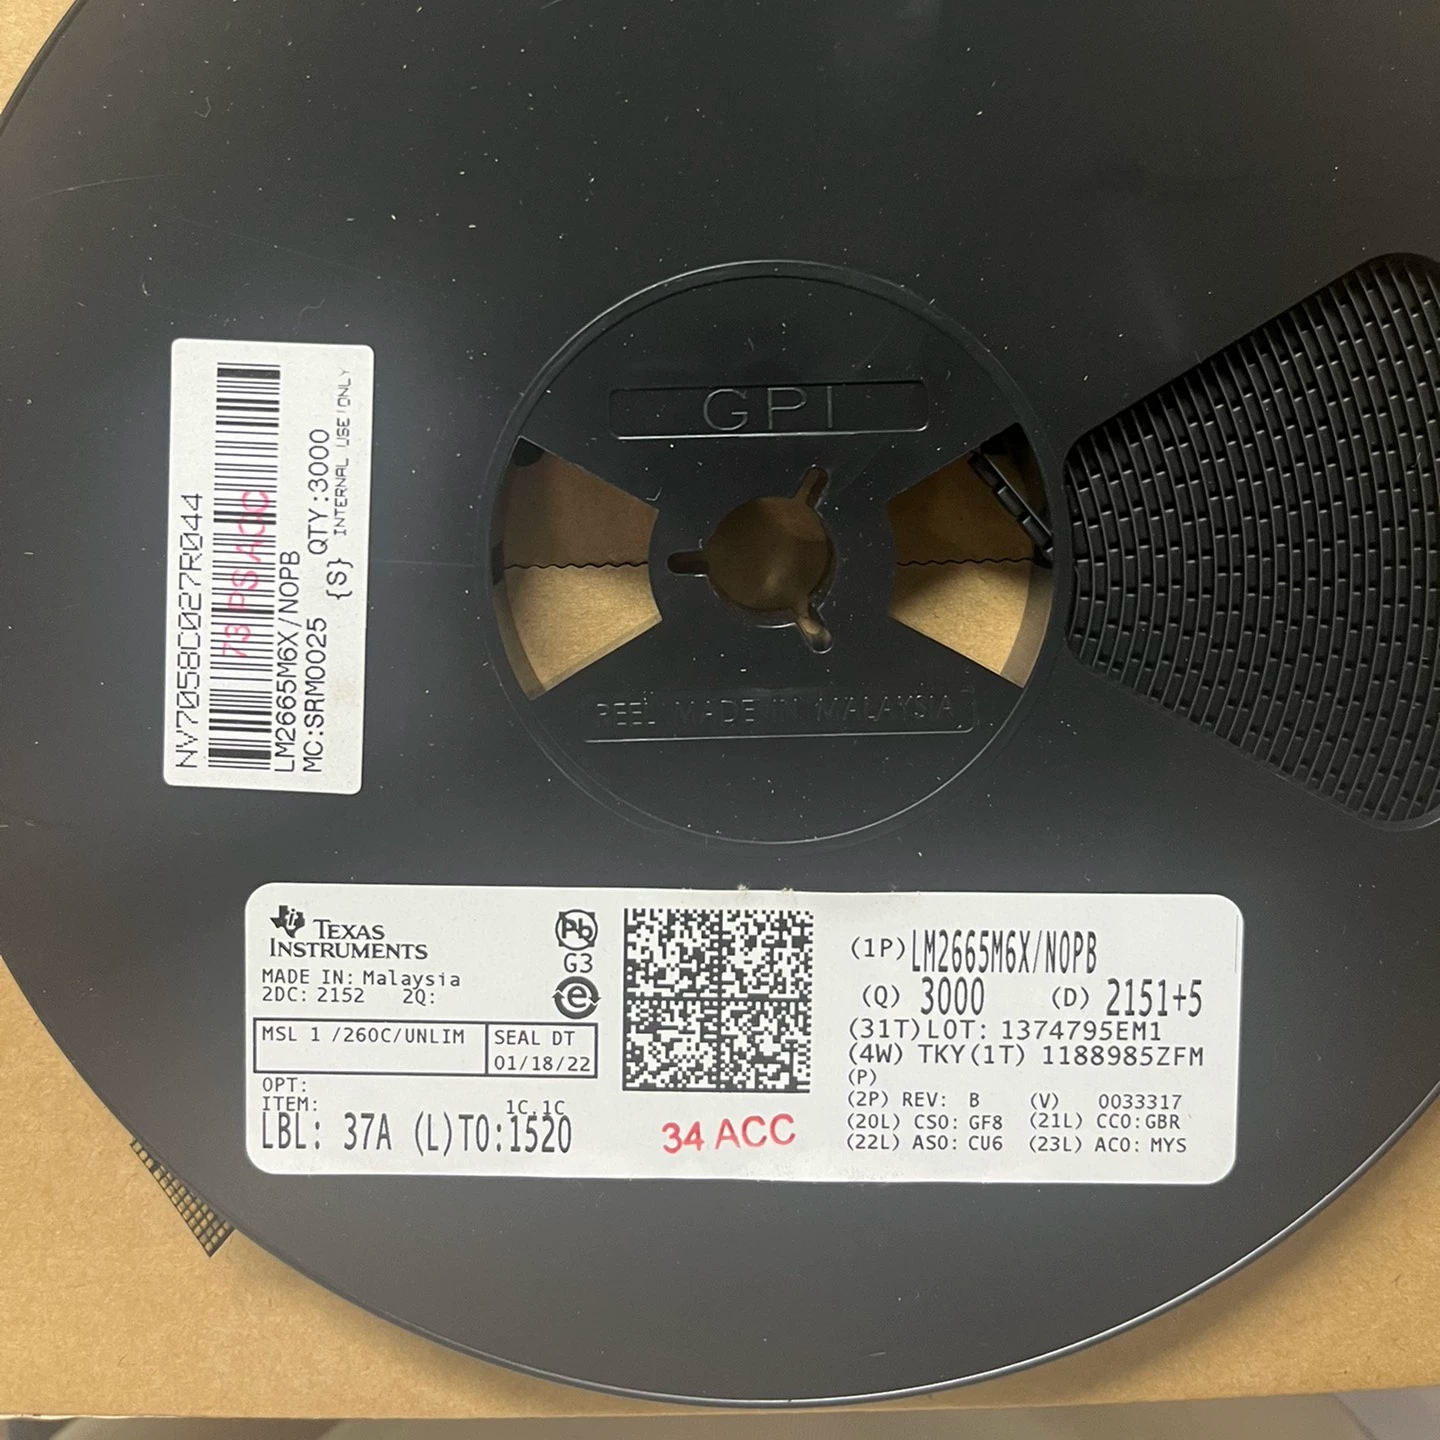 GPI
REEL MADE IN MALAYSIA
NV7058C027R044
73 PS ACC
LM2665M6X/NOPB
MC:SRM0025 QTY:3000
{S} INTERNAL USE ONLY
TEXAS
INSTRUMENTS
MADE IN: Malaysia
2DC: 2152 2Q:
Pb
G3
e
MSL 1 /260C/UNLIM
SEAL DT
01/18/22
OPT:
ITEM:
1C,1C
LBL: 37A (L)TO:1520
34 ACC
(1P)LM2665M6X/NOPB
(Q) 3000 (D) 2151+5
(31T)LOT: 1374795EM1
(4W) TKY(1T) 1188985ZFM
(P)
(2P) REV: B (V) 0033317
(20L) CSO: GF8 (21L) CCO:GBR
(22L) ASO: CU6 (23L) ACO: MYS